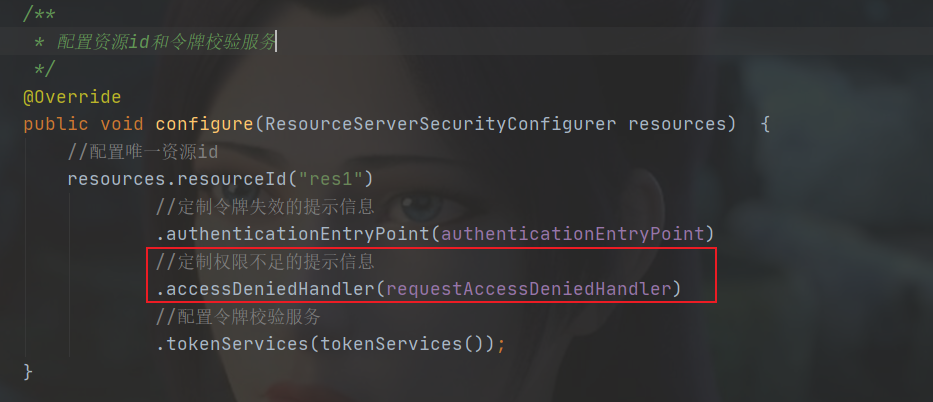 /**
 * 配置资源id和令牌校验服务
 */
@Override
public void configure(ResourceServerSecurityConfigurer resources)  {
    //配置唯一资源id
    resources.resourceId("res1")
            //定制令牌失效的提示信息
            .authenticationEntryPoint(authenticationEntryPoint)
            //定制权限不足的提示信息
            .accessDeniedHandler(requestAccessDeniedHandler)
            //配置令牌校验服务
            .tokenServices(tokenServices());
}